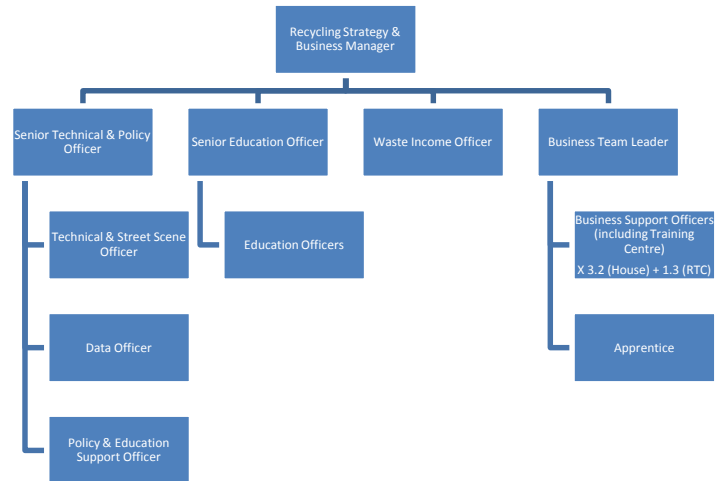 Recycling Strategy &
Business Manager
Senior Technical & Policy
Officer
Senior Education Officer
Waste Income Officer
Business Team Leader
Technical & Street Scene
Officer
Education Officers
Business Support Officers
(including Training
Centre)
X 3.2 (House) + 1.3 (RTC)
Data Officer
Apprentice
Policy & Education
Support Officer